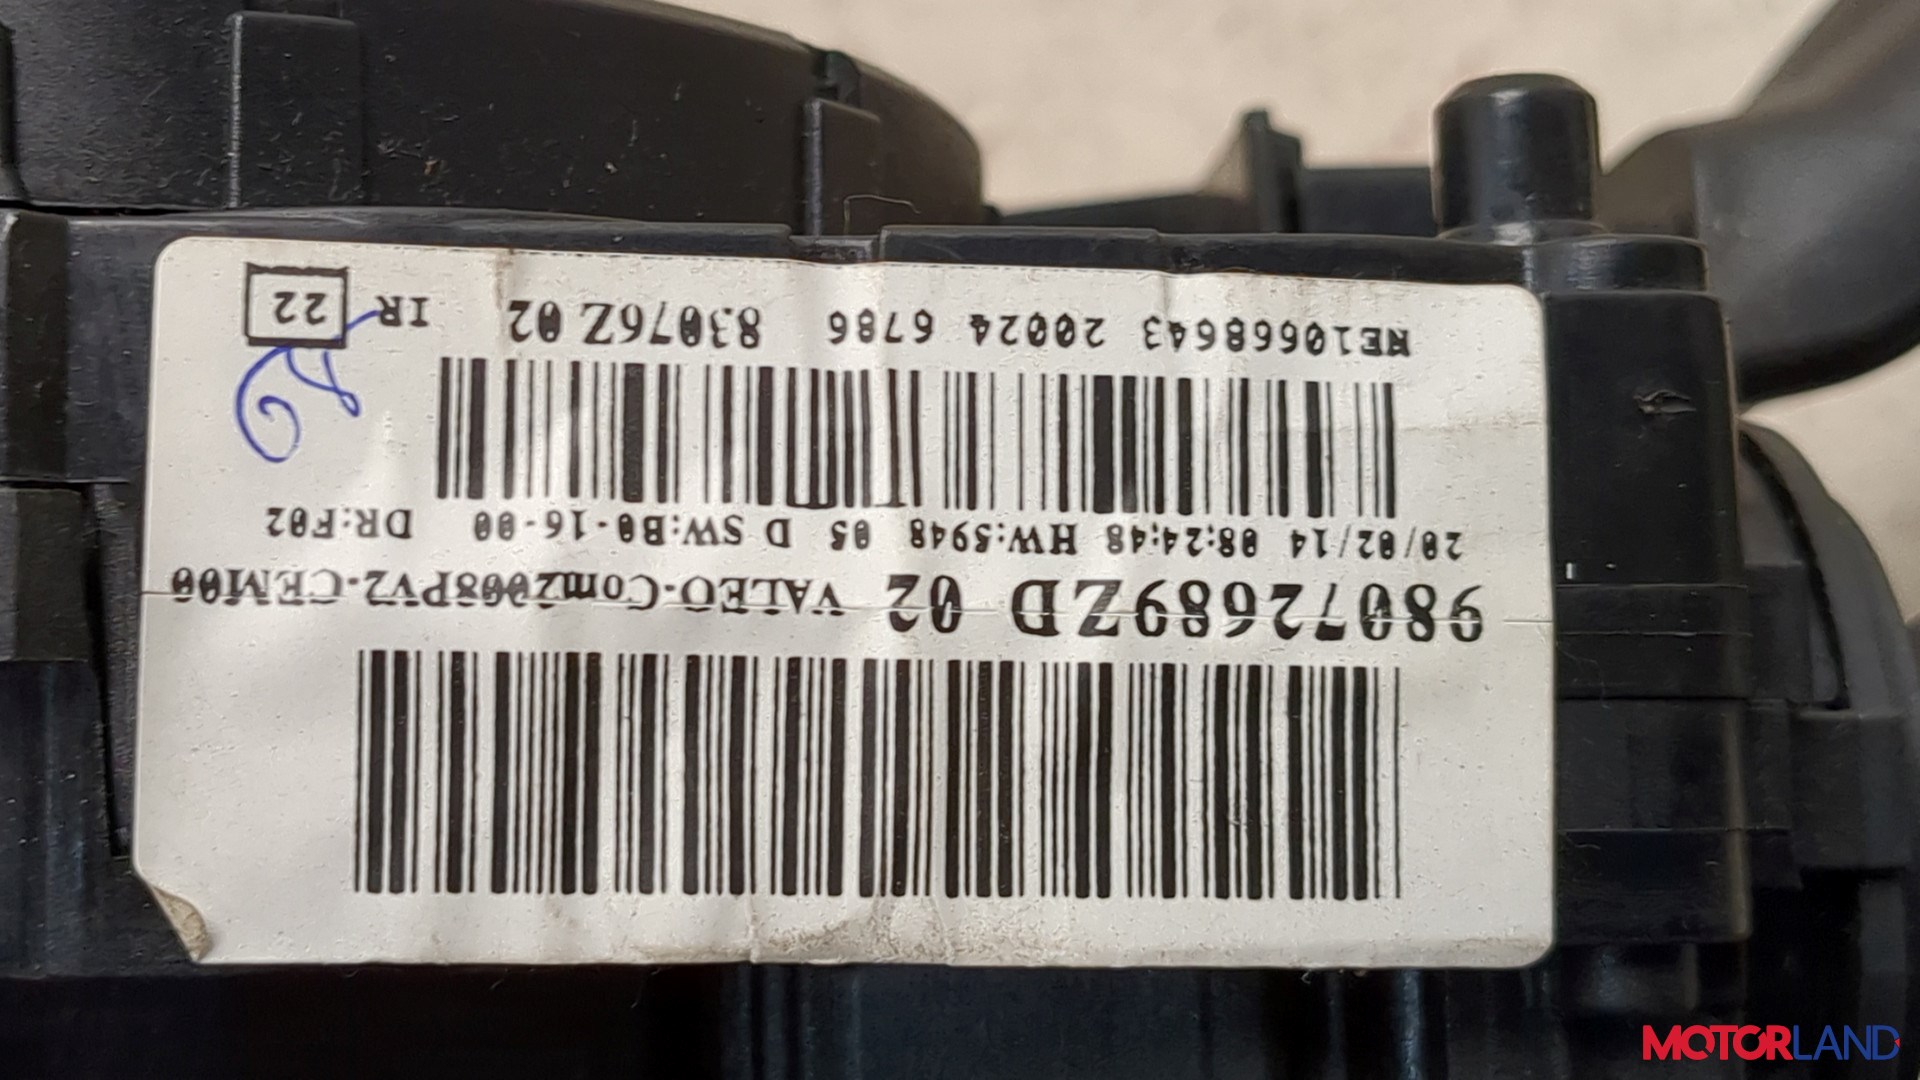 98072689ZD 02 VALEO-Com2008PV2-CEM00
20/02/14 08:24:48 HW:5948 05 D SW:B0-16-00 DR:F02
NE10668643 20024 6786 83076Z 02 IR 22
MOTORLAND